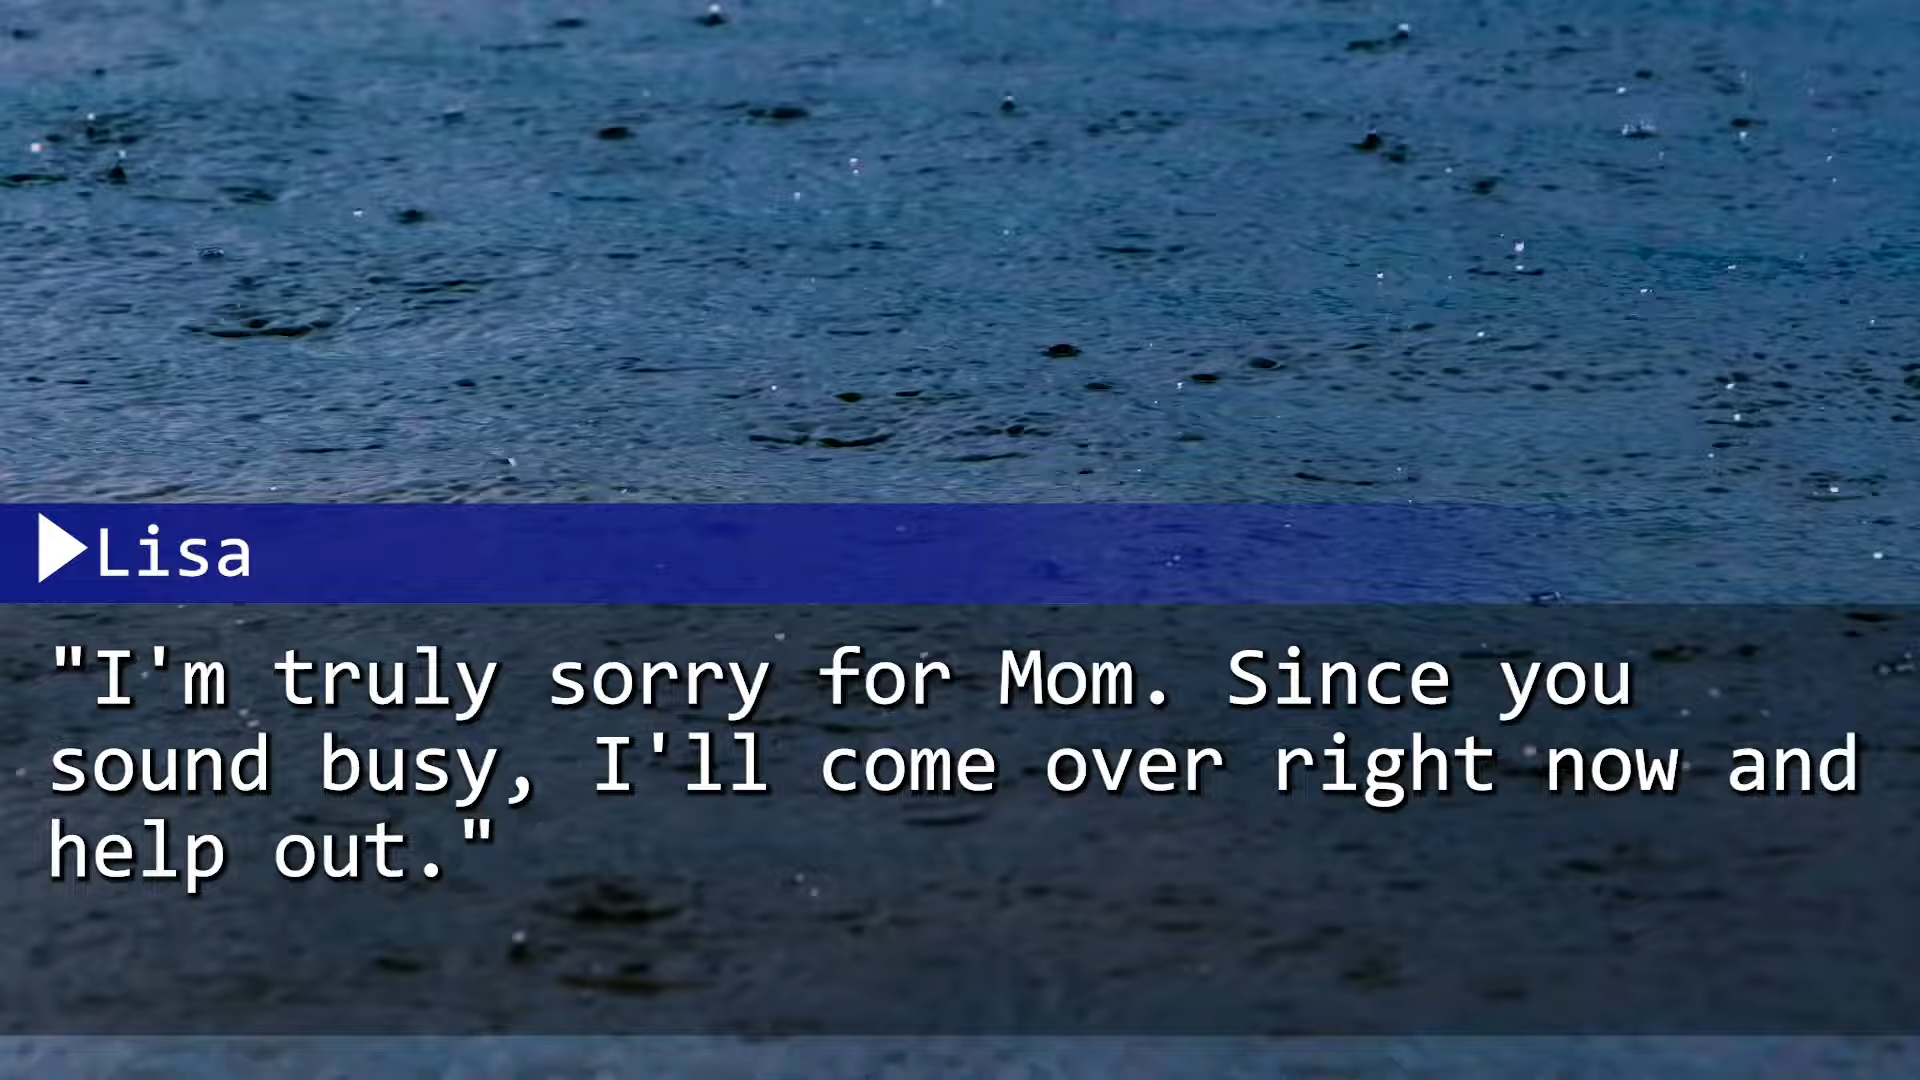 Lisa
"I'm truly sorry for Mom. Since you
sound busy, I'll come over right now and
help out."